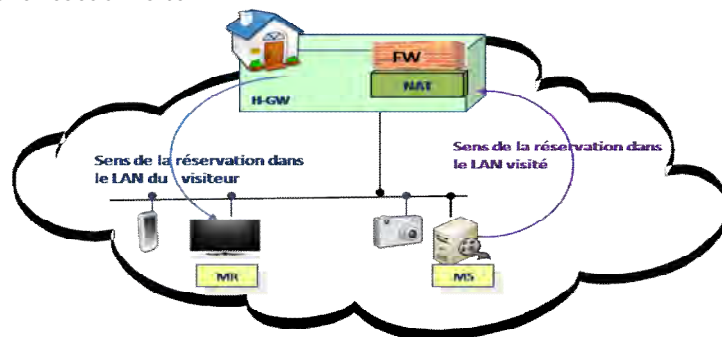 FW
NAT
H-GW
Sens de la réservation dans
le LAN du visiteur
Sens de la réservation dans
le LAN visité
MR
MS